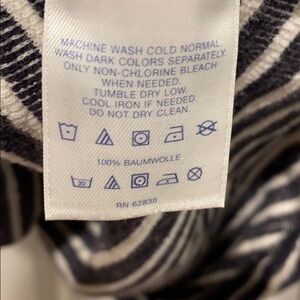 MACHINE WASH COLD NORMAL.
WASH DARK COLORS SEPARATELY.
ONLY NON-CHLORINE BLEACH
WHEN NEEDED.
TUMBLE DRY LOW.
COOL IRON IF NEEDED.
DO NOT DRY CLEAN.
100% BAUMWOLLE
30
RN 62830